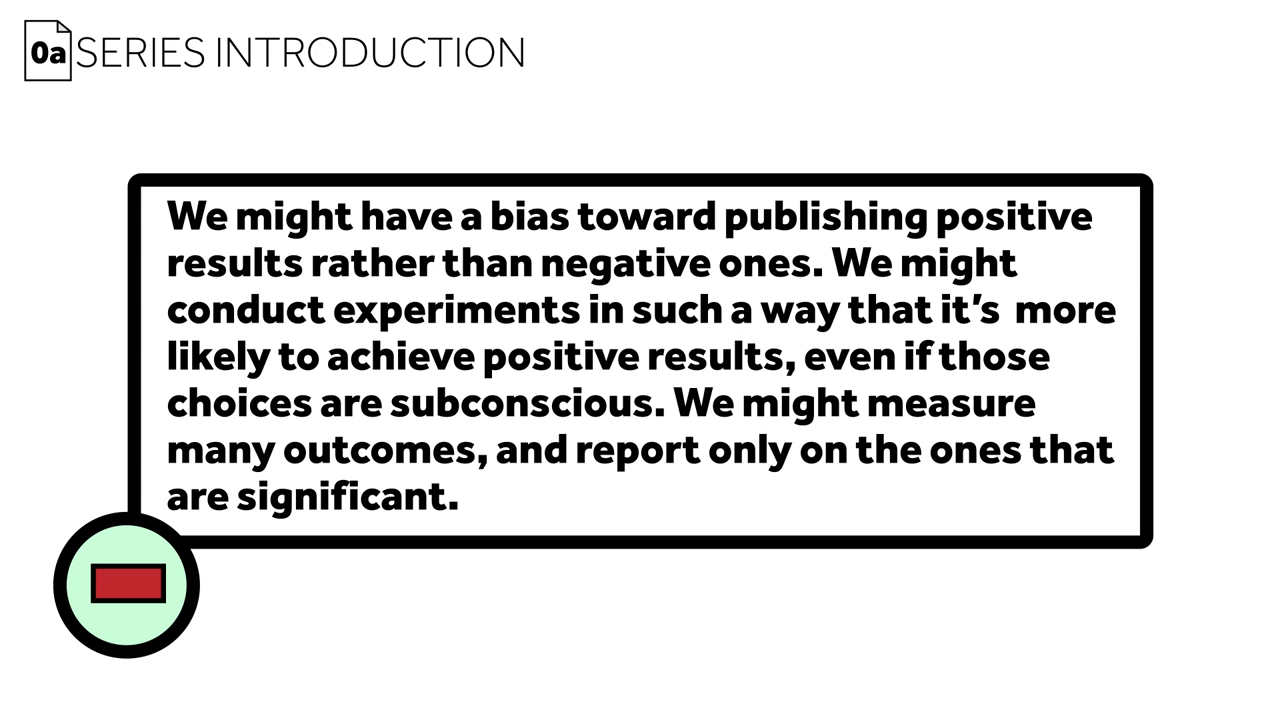 0a SERIES INTRODUCTION
We might have a bias toward publishing positive
results rather than negative ones. We might
conduct experiments in such a way that it’s  more
likely to achieve positive results, even if those
choices are subconscious. We might measure
many outcomes, and report only on the ones that
are significant.